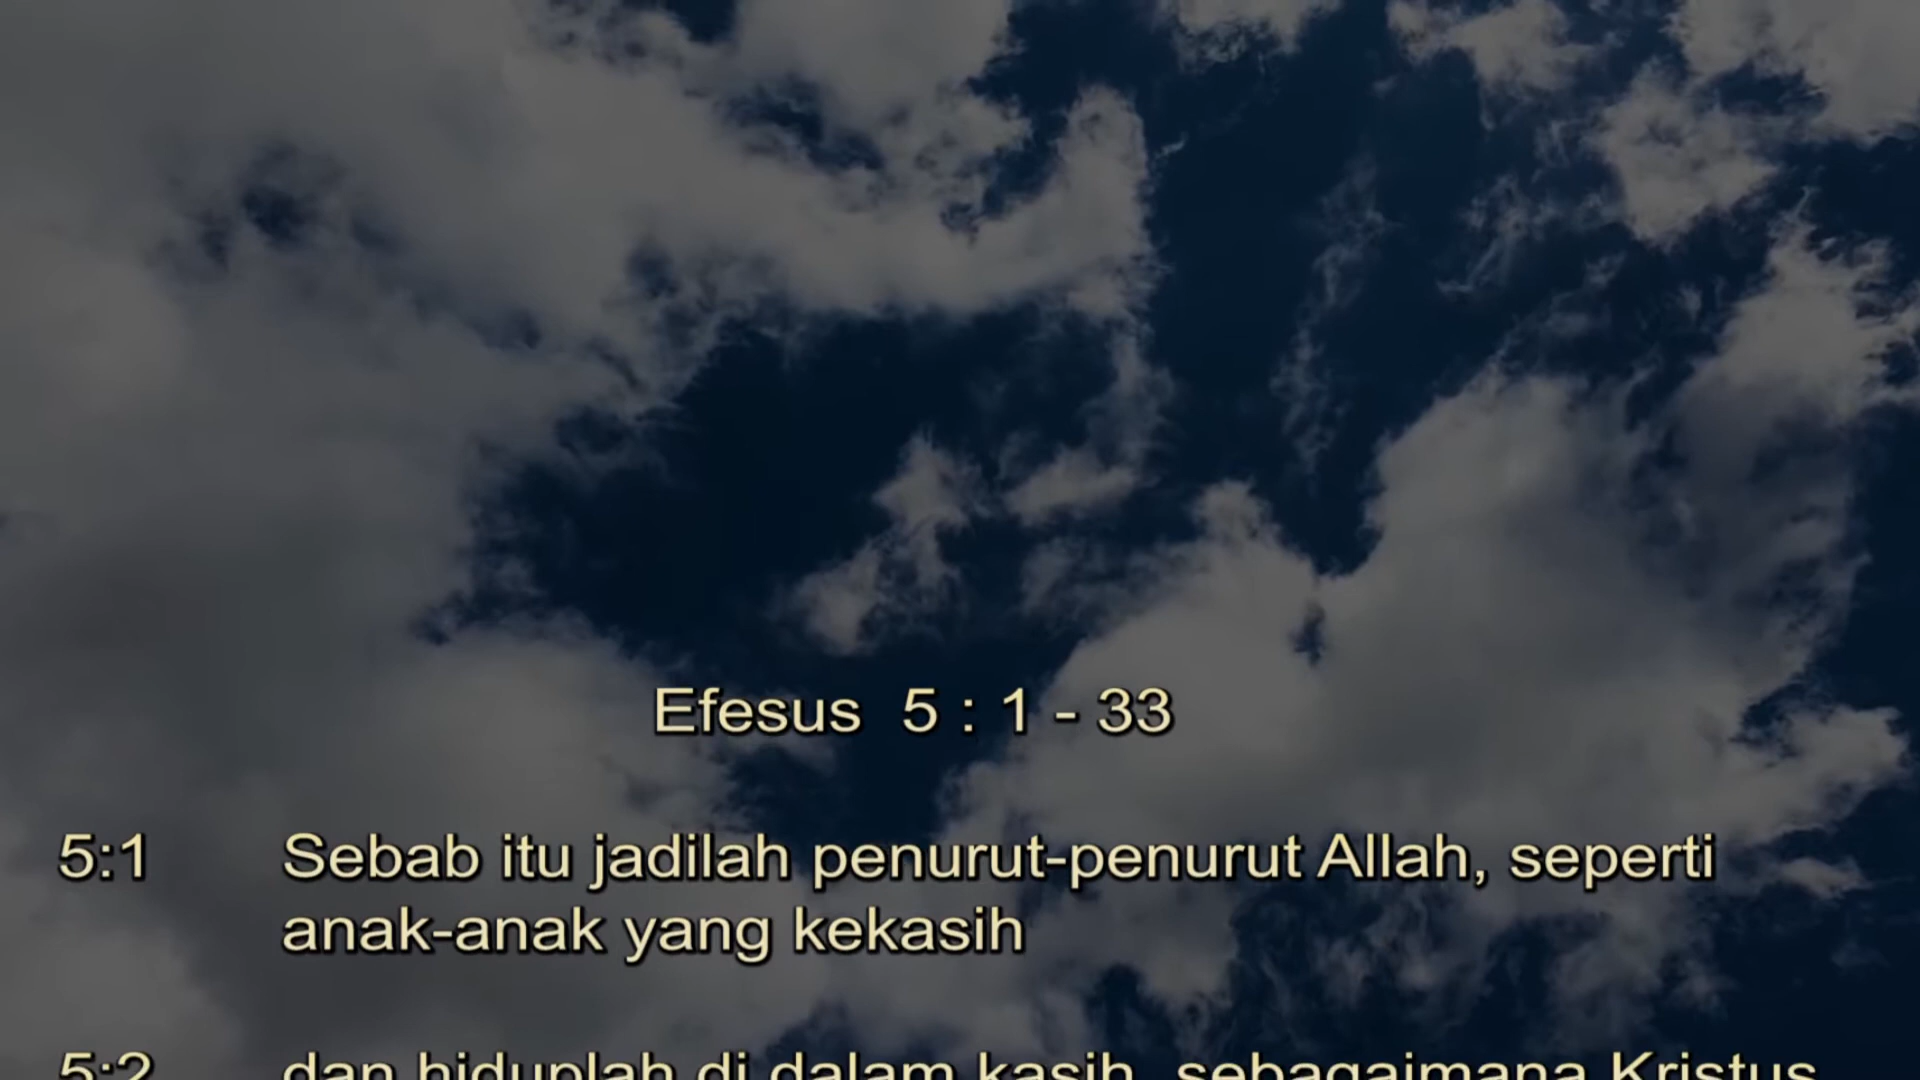 Efesus 5 : 1 - 33
5:1 Sebab itu jadilah penurut-penurut Allah, seperti
anak-anak yang kekasih
5:2 dan hiduplah di dalam kasih, sebagaimana Kristus